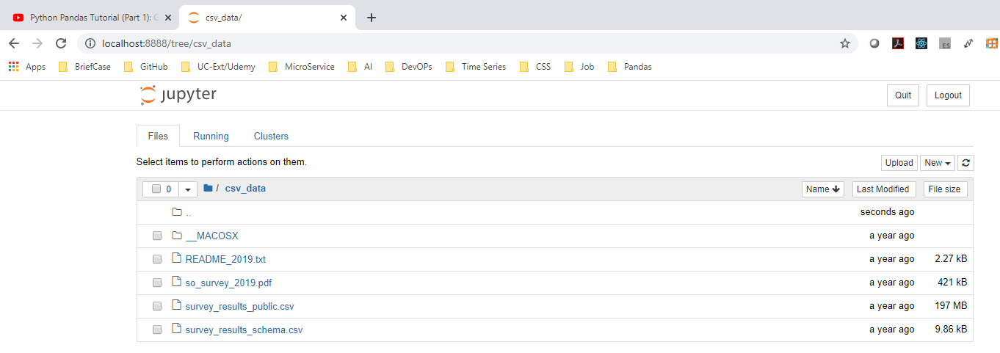 Python Pandas Tutorial (Part 1): G
csv_data/
localhost:8888/tree/csv_data
ES
Apps BriefCase GitHub UC-Ext/Udemy MicroService AI DevOPs Time Series CSS Job Pandas
jupyter
Quit Logout
Files Running Clusters
Select items to perform actions on them.
Upload New
0 / csv_data Name Last Modified File size
.. seconds ago
__MACOSX a year ago
README_2019.txt a year ago 2.27 kB
so_survey_2019.pdf a year ago 421 kB
survey_results_public.csv a year ago 197 MB
survey_results_schema.csv a year ago 9.86 kB